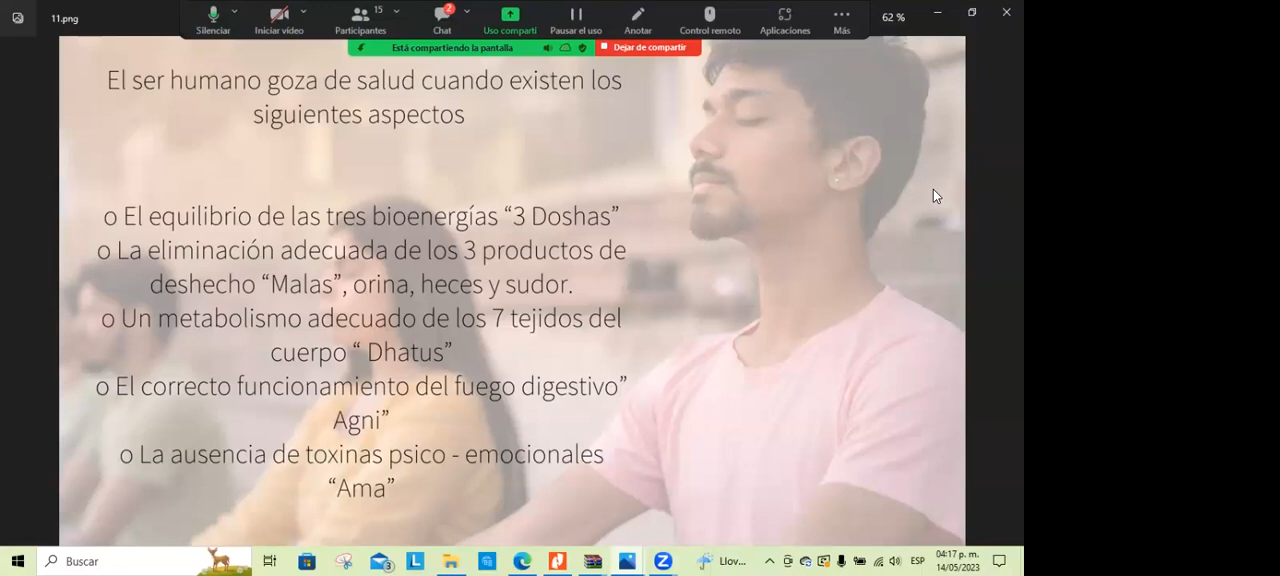 11.png
15
2
62 %
Silenciar
Iniciar vídeo
Participantes
Chat
Uso comparti
Pausar el uso
Anotar
Control remoto
Aplicaciones
Más
Está compartiendo la pantalla
Dejar de compartir
El ser humano goza de salud cuando existen los
siguientes aspectos
o El equilibrio de las tres bioenergías “3 Doshas”
o La eliminación adecuada de los 3 productos de
deshecho “Malas”, orina, heces y sudor.
o Un metabolismo adecuado de los 7 tejidos del
cuerpo “ Dhatus”
o El correcto funcionamiento del fuego digestivo”
Agni”
o La ausencia de toxinas psico - emocionales
“Ama”
Buscar
L
3
Llov...
ESP
04:17 p. m.
14/05/2023